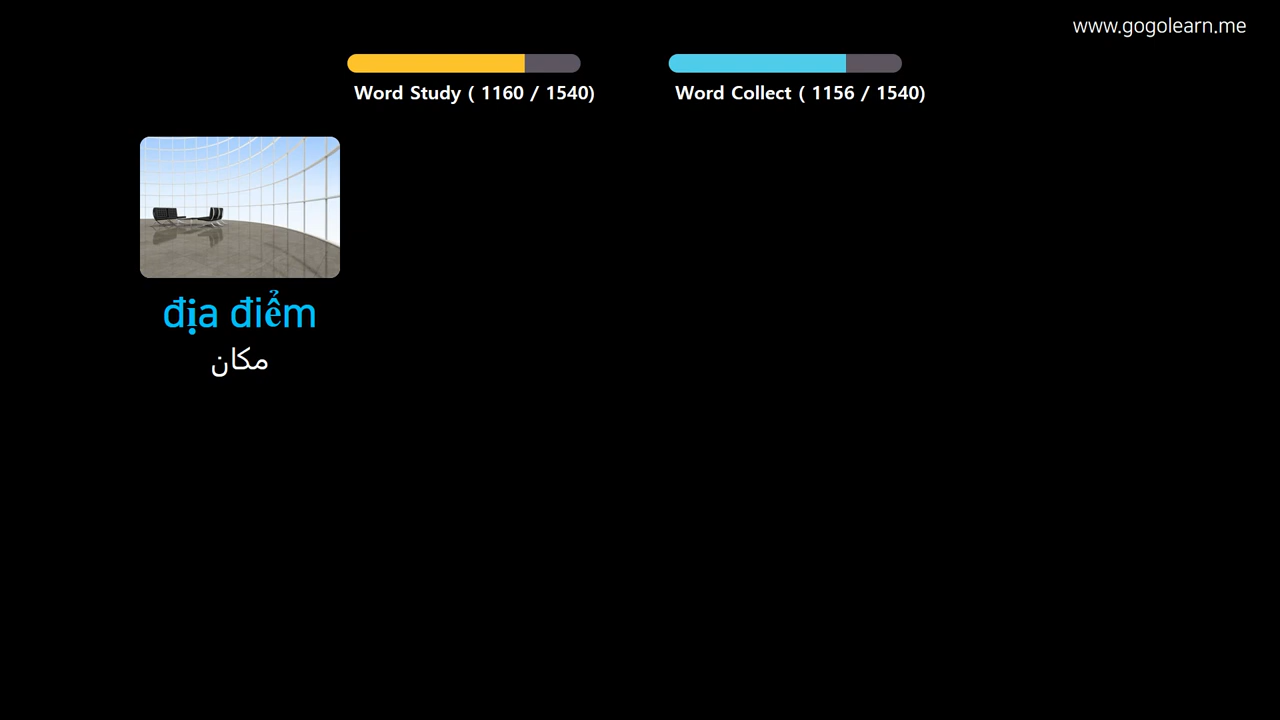 www.gogolearn.me
Word Study ( 1160 / 1540)
Word Collect ( 1156 / 1540)
địa điểm
مكان